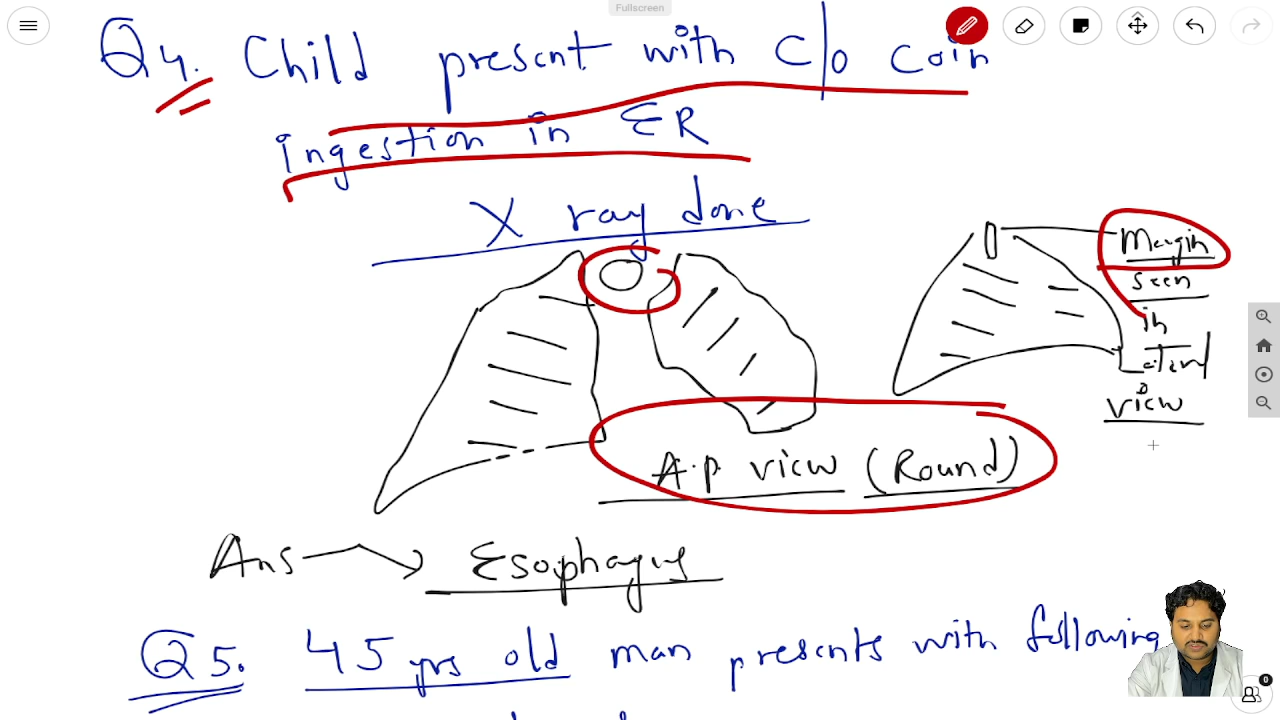 Fullscreen
Q4. Child present with C/o coin
ingestion in ER
X ray done
Margin
seen
in
Lateral
view
A.p view (Round)
Ans → Esophagus
Q5. 45 yrs old man presents with following
0